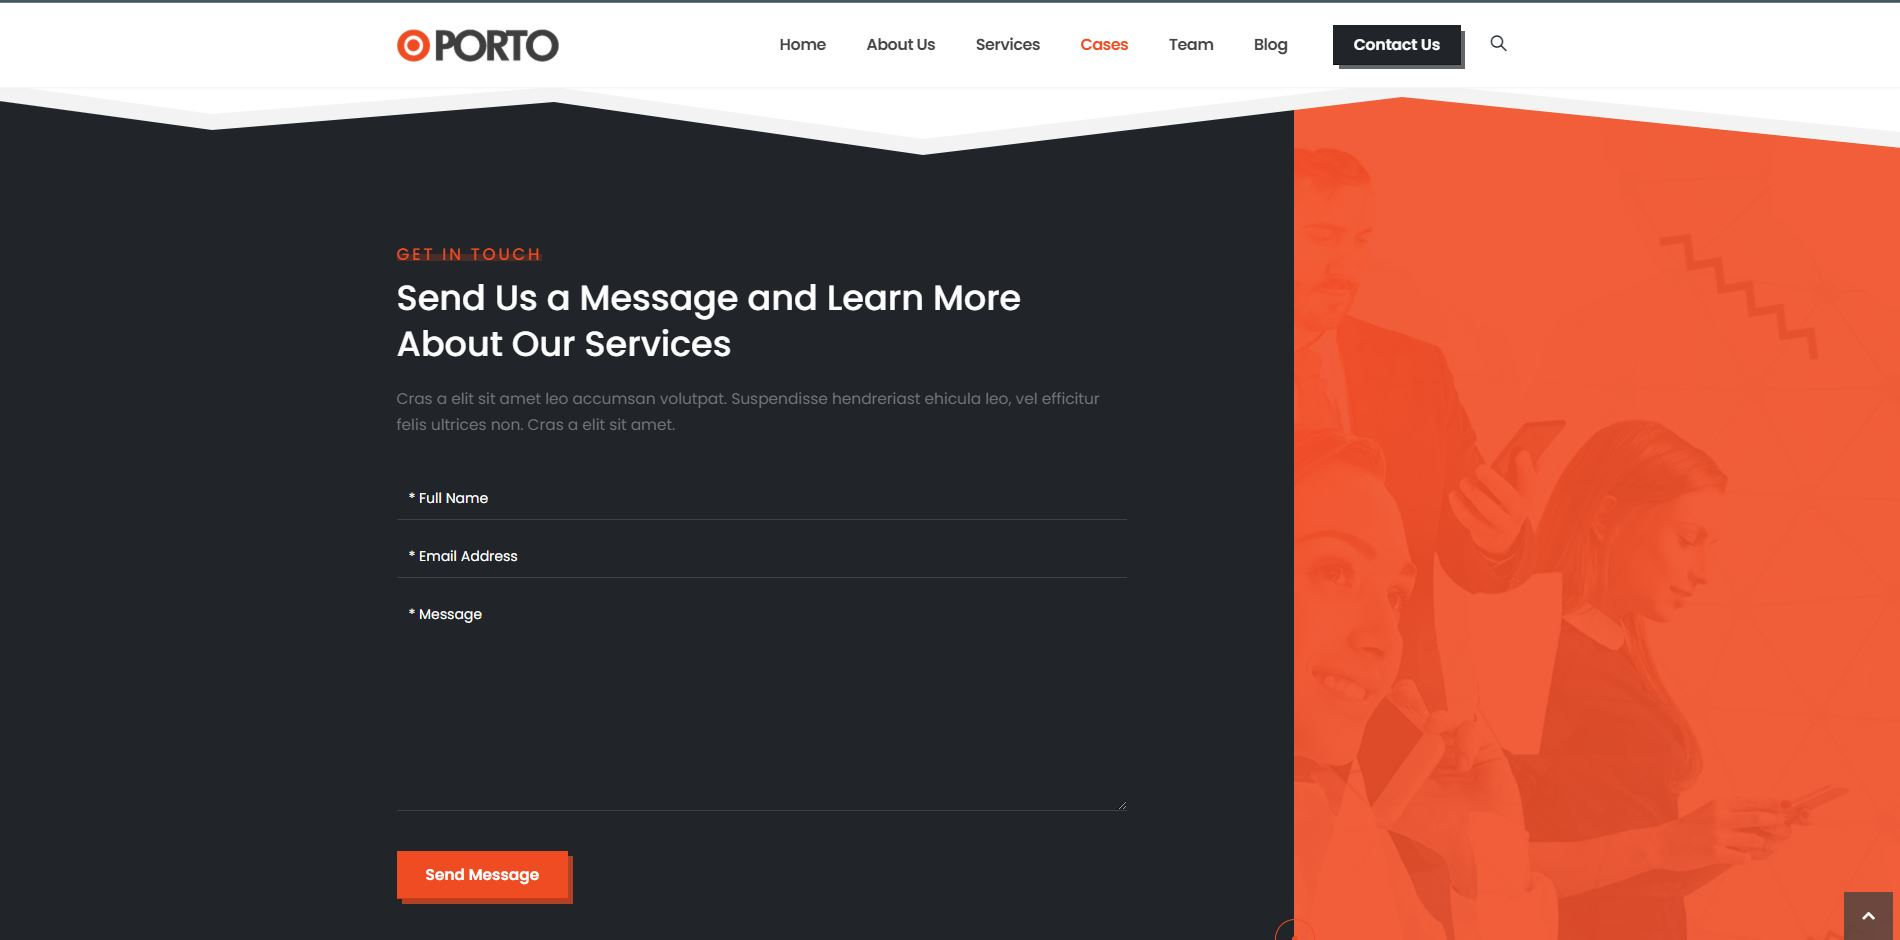 PORTO
Home About Us Services Cases Team Blog Contact Us
GET IN TOUCH
Send Us a Message and Learn More
About Our Services
Cras a elit sit amet leo accumsan volutpat. Suspendisse hendreriast ehicula leo, vel efficitur
felis ultrices non. Cras a elit sit amet.
* Full Name
* Email Address
* Message
Send Message